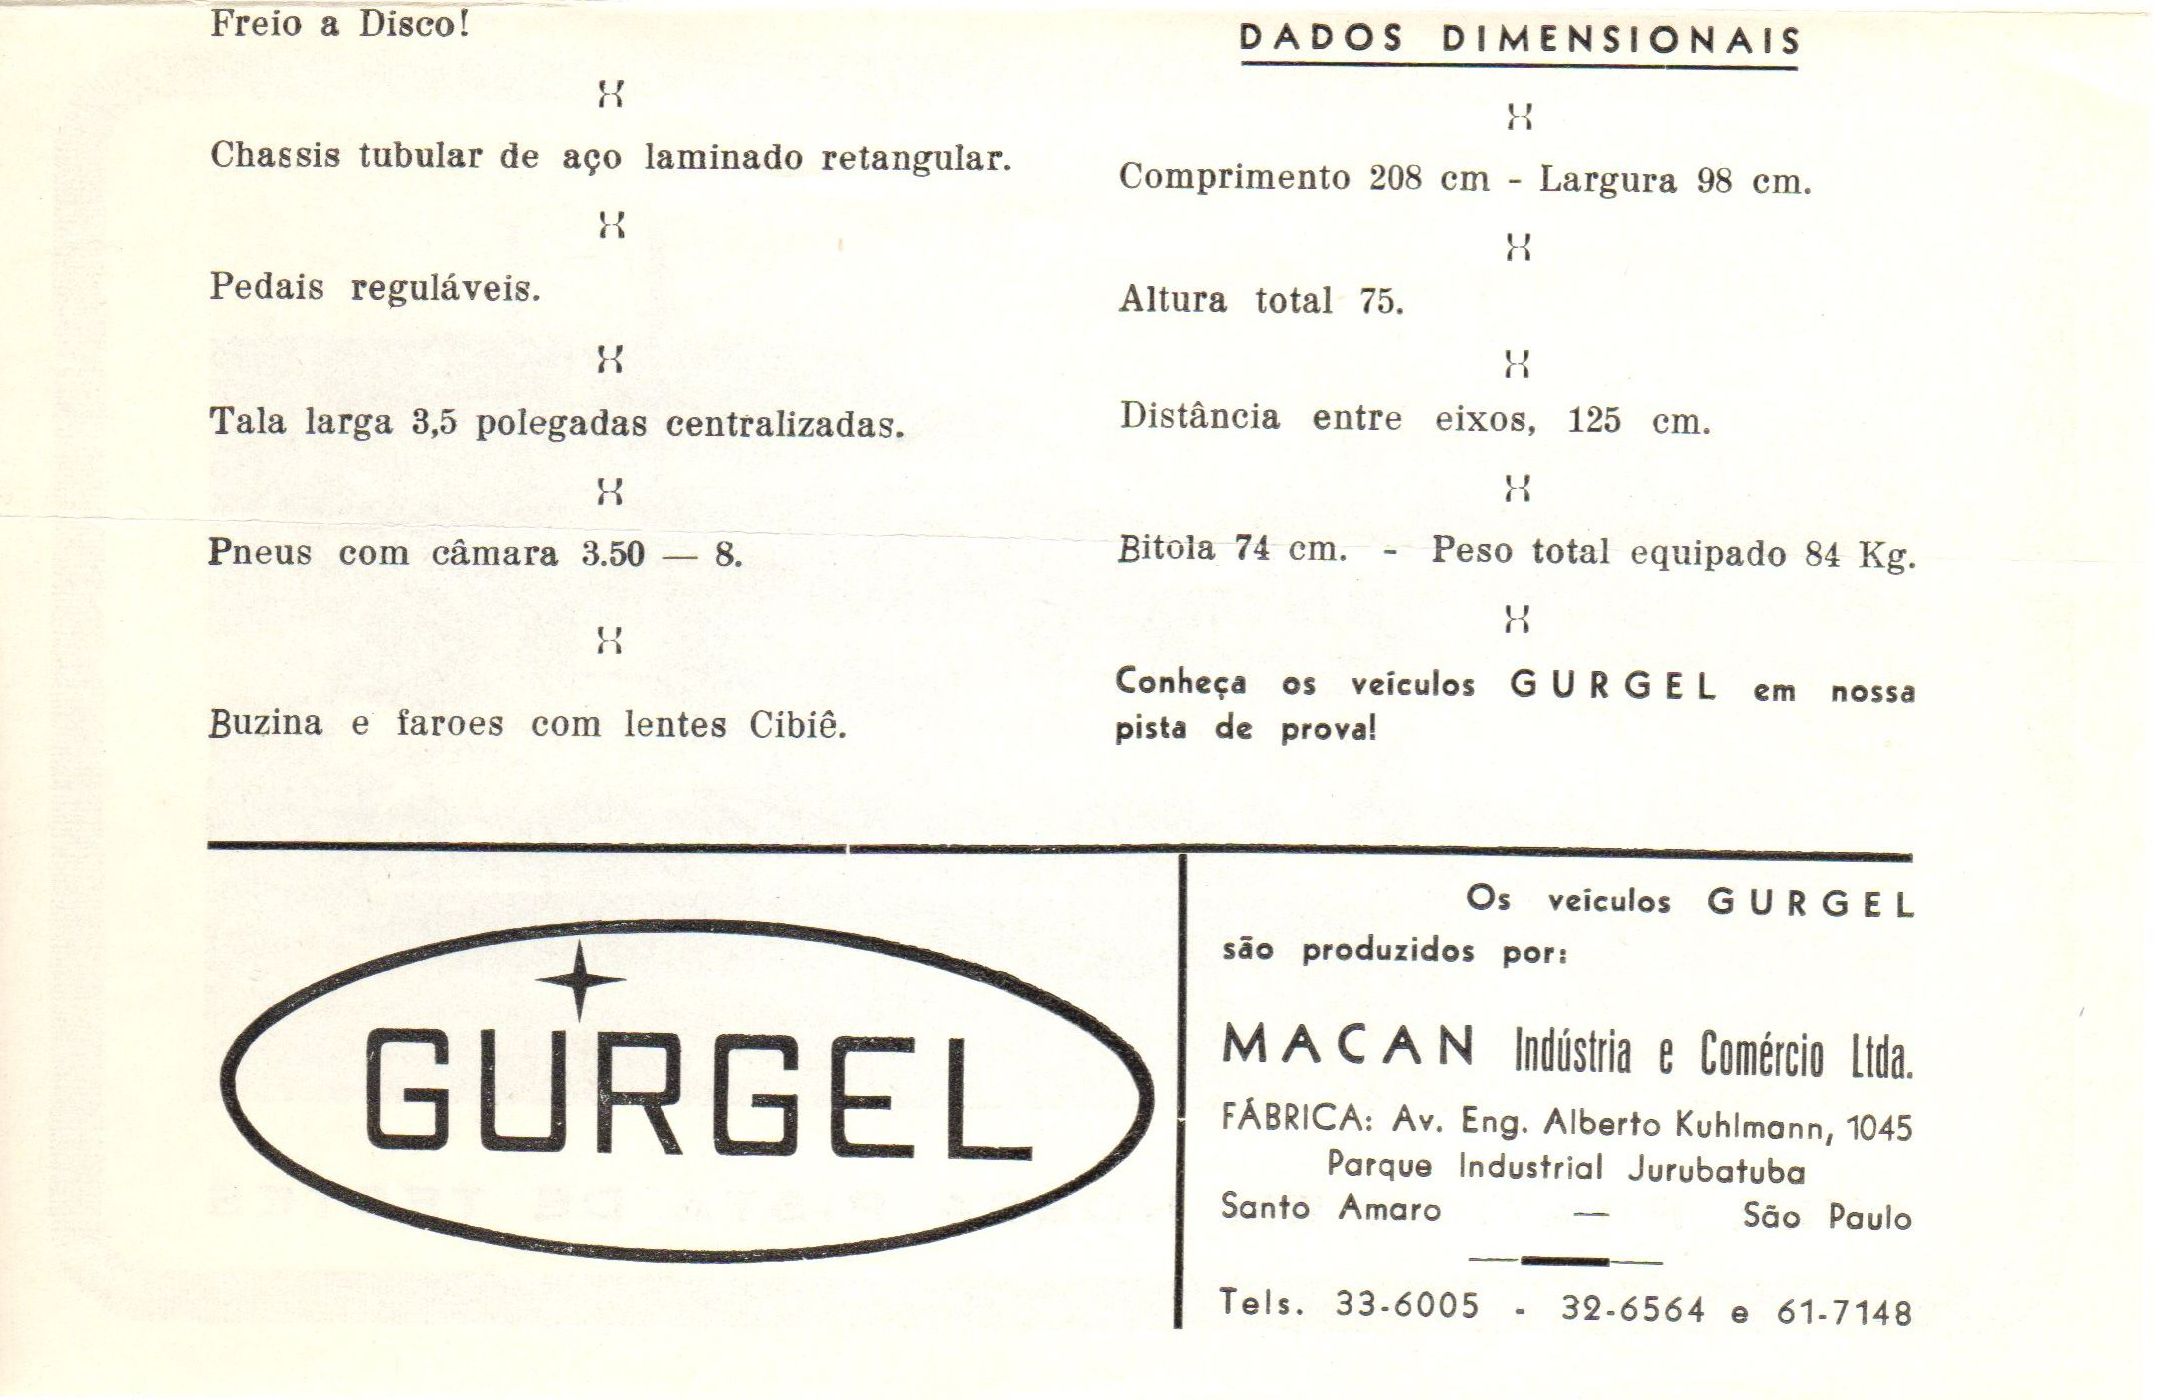 Freio a Disco!
Chassis tubular de aço laminado retangular.
Pedais reguláveis.
Tala larga 3,5 polegadas centralizadas.
Pneus com câmara 3.50 — 8.
Buzina e faroes com lentes Cibiê.
DADOS DIMENSIONAIS
Comprimento 208 cm - Largura 98 cm.
Altura total 75.
Distância entre eixos, 125 cm.
Bitola 74 cm. - Peso total equipado 84 Kg.
Conheça os veículos GURGEL em nossa
pista de prova!
GURGEL
Os veículos GURGEL
são produzidos por:
MACAN Indústria e Comércio Ltda.
FÁBRICA: Av. Eng. Alberto Kuhlmann, 1045
Parque Industrial Jurubatuba
Santo Amaro — São Paulo
Tels. 33-6005 - 32-6564 e 61-7148